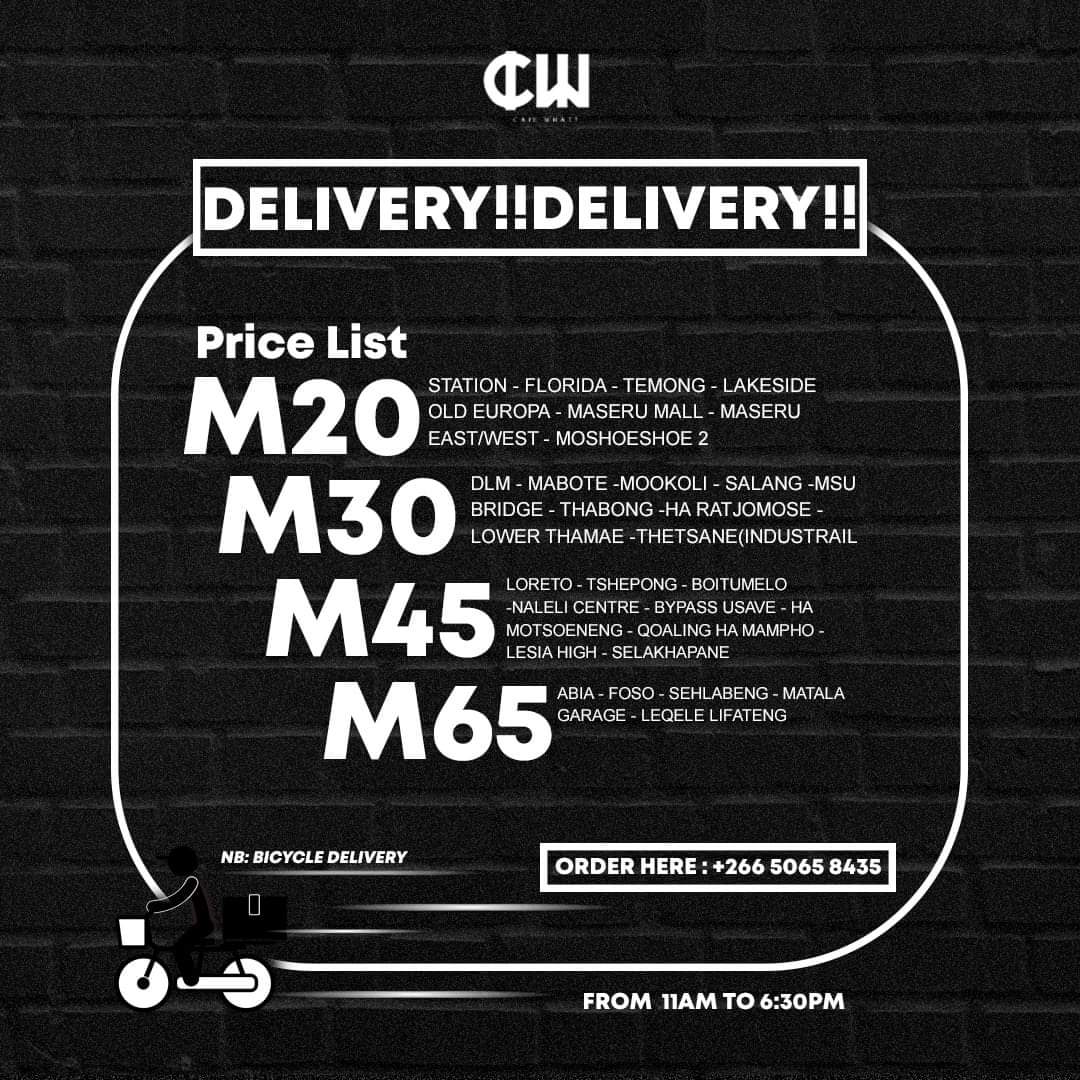 CW
CAFE WHATT
DELIVERY!!DELIVERY!!
Price List
M20
STATION - FLORIDA - TEMONG - LAKESIDE
OLD EUROPA - MASERU MALL - MASERU
EAST/WEST - MOSHOESHOE 2
M30
DLM - MABOTE -MOOKOLI - SALANG -MSU
BRIDGE - THABONG -HA RATJOMOSE -
LOWER THAMAE -THETSANE(INDUSTRAIL
M45
LORETO - TSHEPONG - BOITUMELO
-NALELI CENTRE - BYPASS USAVE - HA
MOTSOENENG - QOALING HA MAMPHO -
LESIA HIGH - SELAKHAPANE
M65
ABIA - FOSO - SEHLABENG - MATALA
GARAGE - LEQELE LIFATENG
NB: BICYCLE DELIVERY
ORDER HERE : +266 5065 8435
FROM 11AM TO 6:30PM